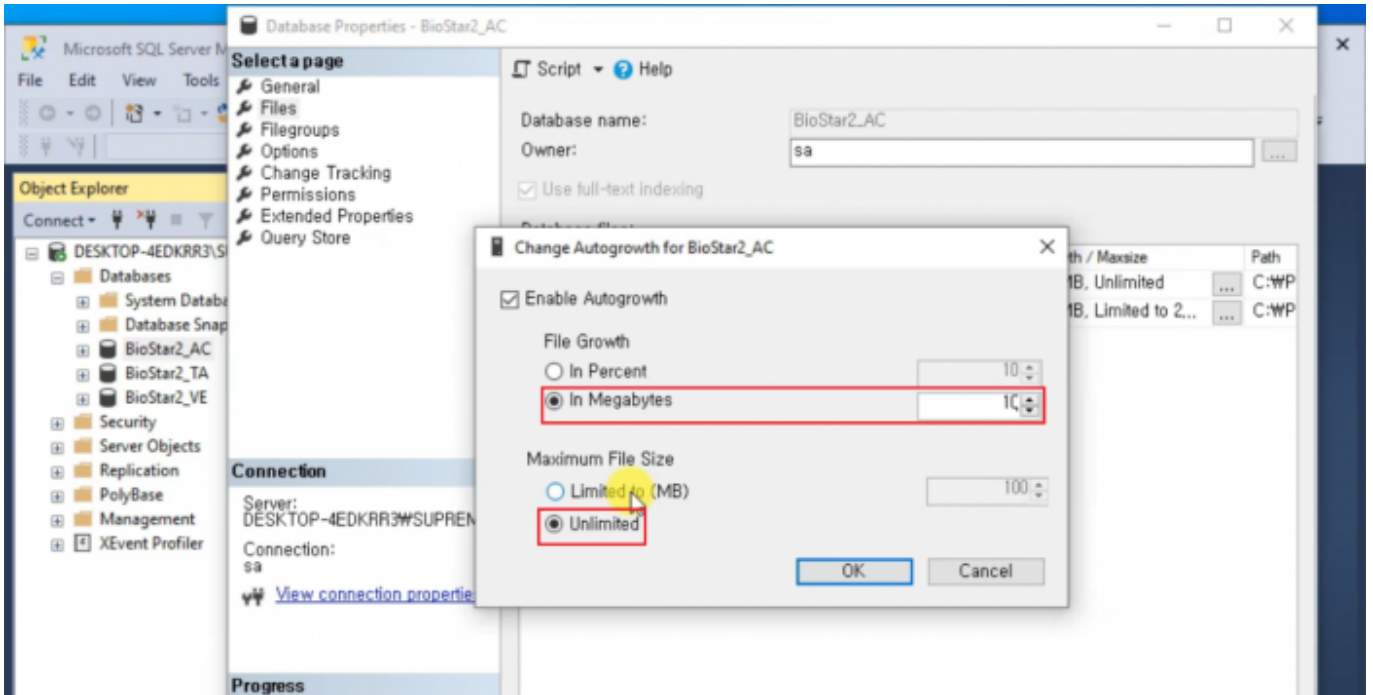 Database Properties - BioStar2_AC
Microsoft SQL Server M
File Edit View Tools
Select a page
General
Files
Filegroups
Options
Change Tracking
Permissions
Extended Properties
Query Store
Script Help
Database name: BioStar2_AC
Owner: sa
...
Use full-text indexing
Object Explorer
Connect
DESKTOP-4EDKRR3\S
Databases
System Databa
Database Snap
BioStar2_AC
BioStar2_TA
BioStar2_VE
Security
Server Objects
Replication
PolyBase
Management
XEvent Profiler
th / Maxsize Path
MB, Unlimited ... C:₩P
MB, Limited to 2... ... C:₩P
Change Autogrowth for BioStar2_AC
Enable Autogrowth
File Growth
In Percent 10
In Megabytes
Maximum File Size
Limited to (MB) 100
Unlimited
OK Cancel
Connection
Server:
DESKTOP-4EDKRR3₩SUPREM
Connection:
sa
View connection propertie
Progress